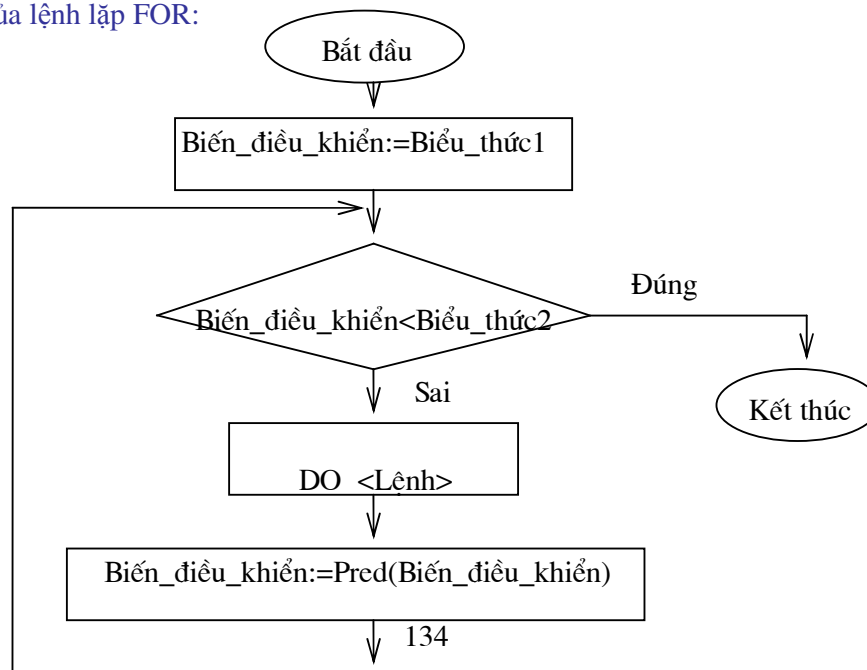 ủa lệnh lặp FOR:
Bắt đầu
Biến_điều_khiển:=Biểu_thức1
Đúng
Biến_điều_khiển<Biểu_thức2
Sai
Kết thúc
DO <Lệnh>
Biến_điều_khiển:=Pred(Biến_điều_khiển)
134